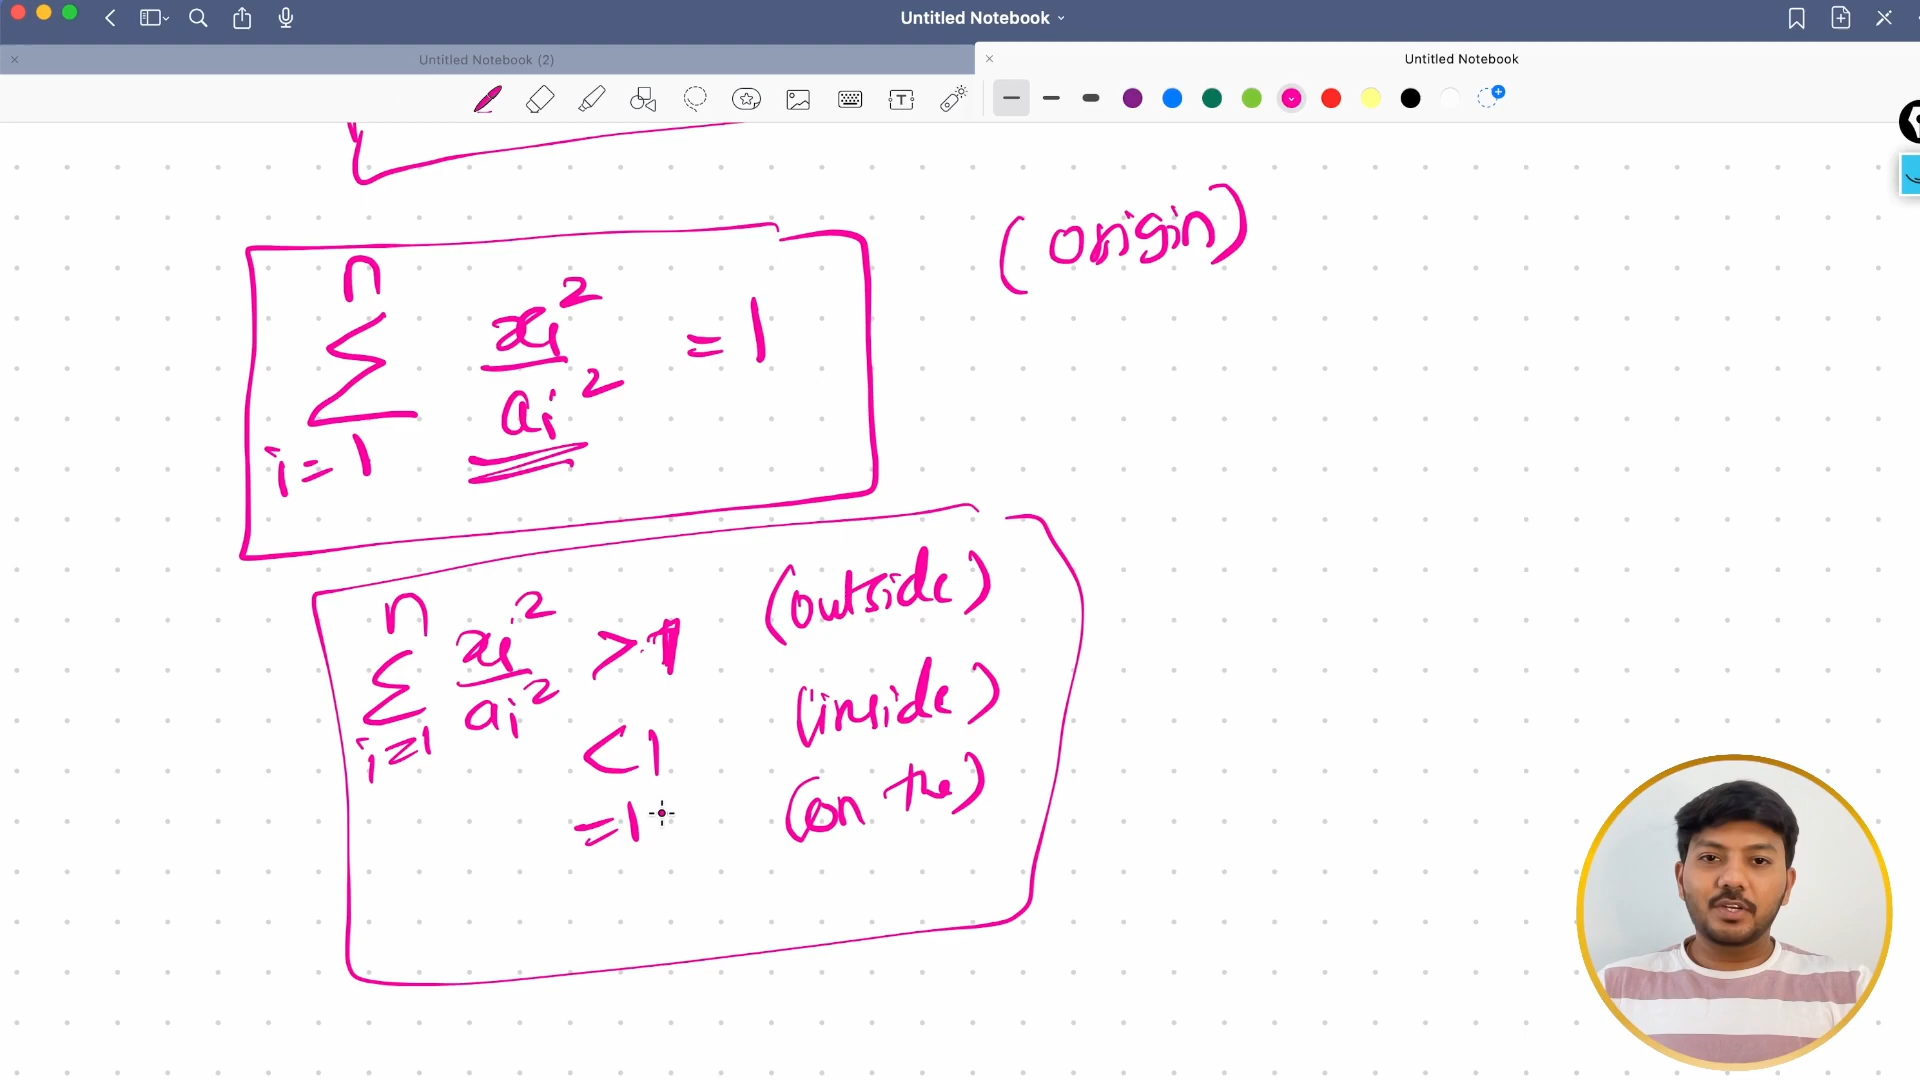 Untitled Notebook
Untitled Notebook (2)
Untitled Notebook
(origin)
n
∑ xi² / ai² = 1
i=1
n
∑ xi² / ai² > 1 (outside)
i=1
< 1 (inside)
= 1 (on the)